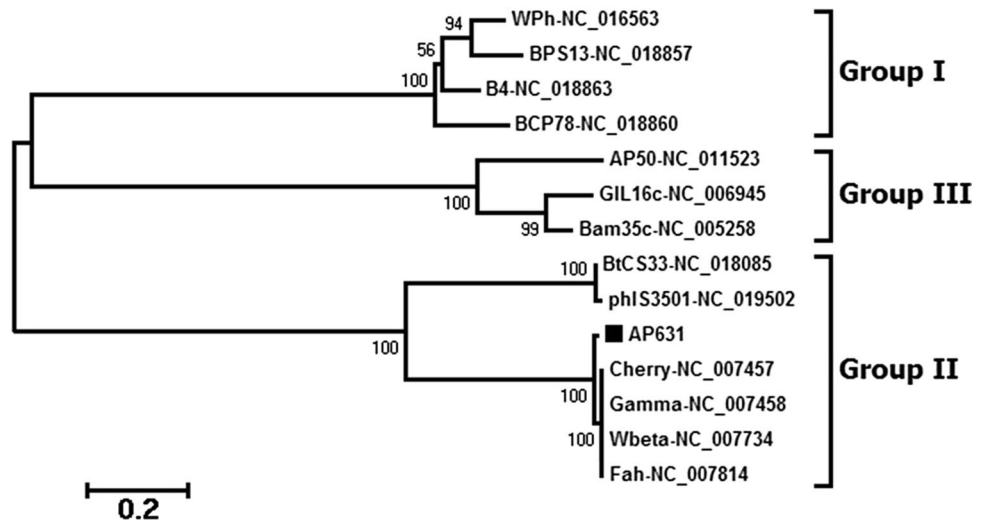 94
WPh-NC_016563
56
BPS13-NC_018857
100
B4-NC_018863
BCP78-NC_018860
Group I
AP50-NC_011523
100
GIL16c-NC_006945
99
Bam35c-NC_005258
Group III
100
BtCS33-NC_018085
phIS3501-NC_019502
100
AP631
100
Cherry-NC_007457
Gamma-NC_007458
100
Wbeta-NC_007734
Fah-NC_007814
Group II
0.2